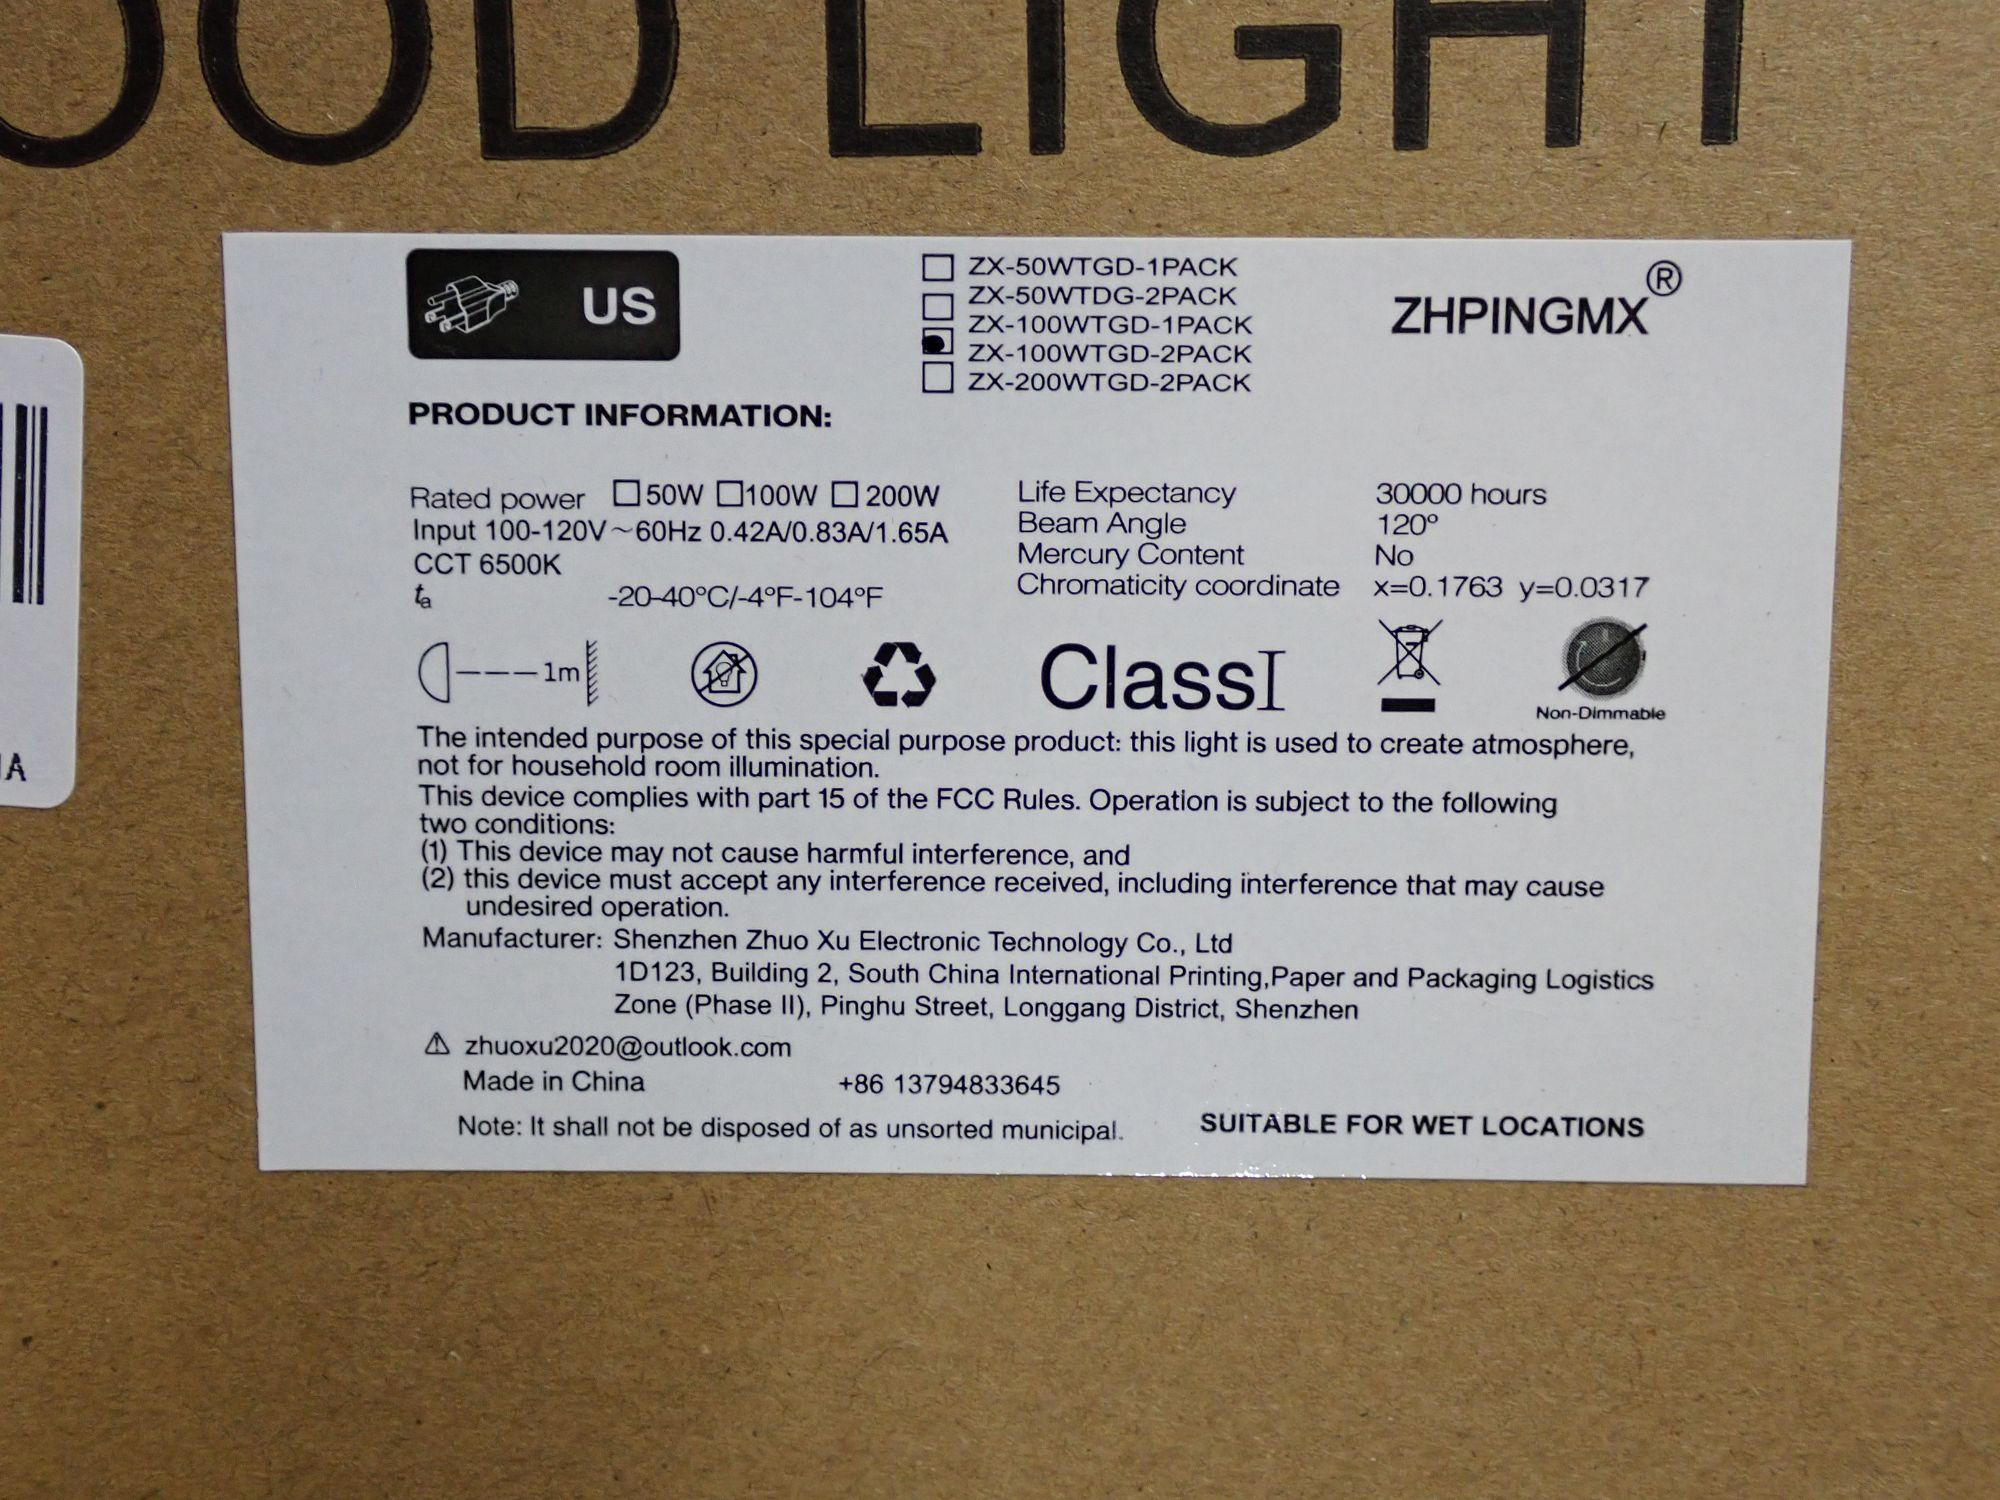 OOD LIGHT
US
ZX-50WTGD-1PACK
ZX-50WTDG-2PACK
ZX-100WTGD-1PACK
ZX-100WTGD-2PACK
ZX-200WTGD-2PACK
ZHPINGMX®
PRODUCT INFORMATION:
Rated power □50W □100W □200W
Input 100-120V~60Hz 0.42A/0.83A/1.65A
CCT 6500K
ta -20-40°C/-4°F-104°F
Life Expectancy 30000 hours
Beam Angle 120°
Mercury Content No
Chromaticity coordinate x=0.1763 y=0.0317
1m
ClassI
Non-Dimmable
The intended purpose of this special purpose product: this light is used to create atmosphere,
not for household room illumination.
This device complies with part 15 of the FCC Rules. Operation is subject to the following
two conditions:
(1) This device may not cause harmful interference, and
(2) this device must accept any interference received, including interference that may cause
undesired operation.
Manufacturer: Shenzhen Zhuo Xu Electronic Technology Co., Ltd
1D123, Building 2, South China International Printing,Paper and Packaging Logistics
Zone (Phase II), Pinghu Street, Longgang District, Shenzhen
⚠ zhuoxu2020@outlook.com
Made in China +86 13794833645
Note: It shall not be disposed of as unsorted municipal.
SUITABLE FOR WET LOCATIONS